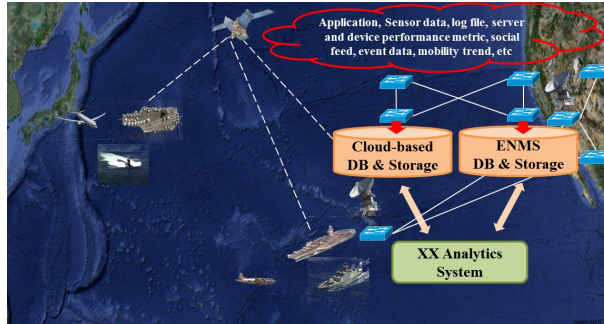 Application, Sensor data, log file, server
and device performance metric, social
feed, event data, mobility trend, etc
Cloud-based
DB & Storage
ENMS
DB & Storage
XX Analytics
System